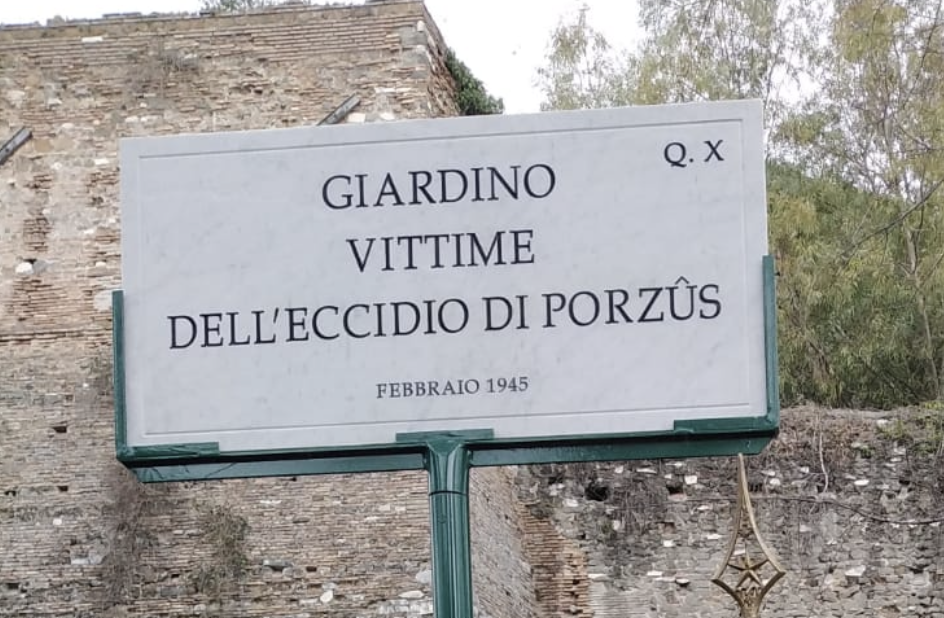 Q. X
GIARDINO
VITTIME
DELL'ECCIDIO DI PORZÛS
FEBBRAIO 1945